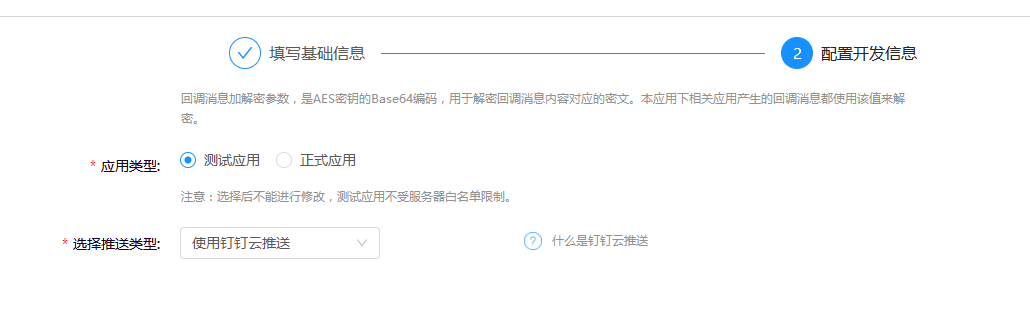 填写基础信息
2 配置开发信息
回调消息加解密参数，是AES密钥的Base64编码，用于解密回调消息内容对应的密文。本应用下相关应用产生的回调消息都使用该值来解
密。
* 应用类型: 测试应用 正式应用
注意：选择后不能进行修改，测试应用不受服务器白名单限制。
* 选择推送类型: 使用钉钉云推送 ? 什么是钉钉云推送